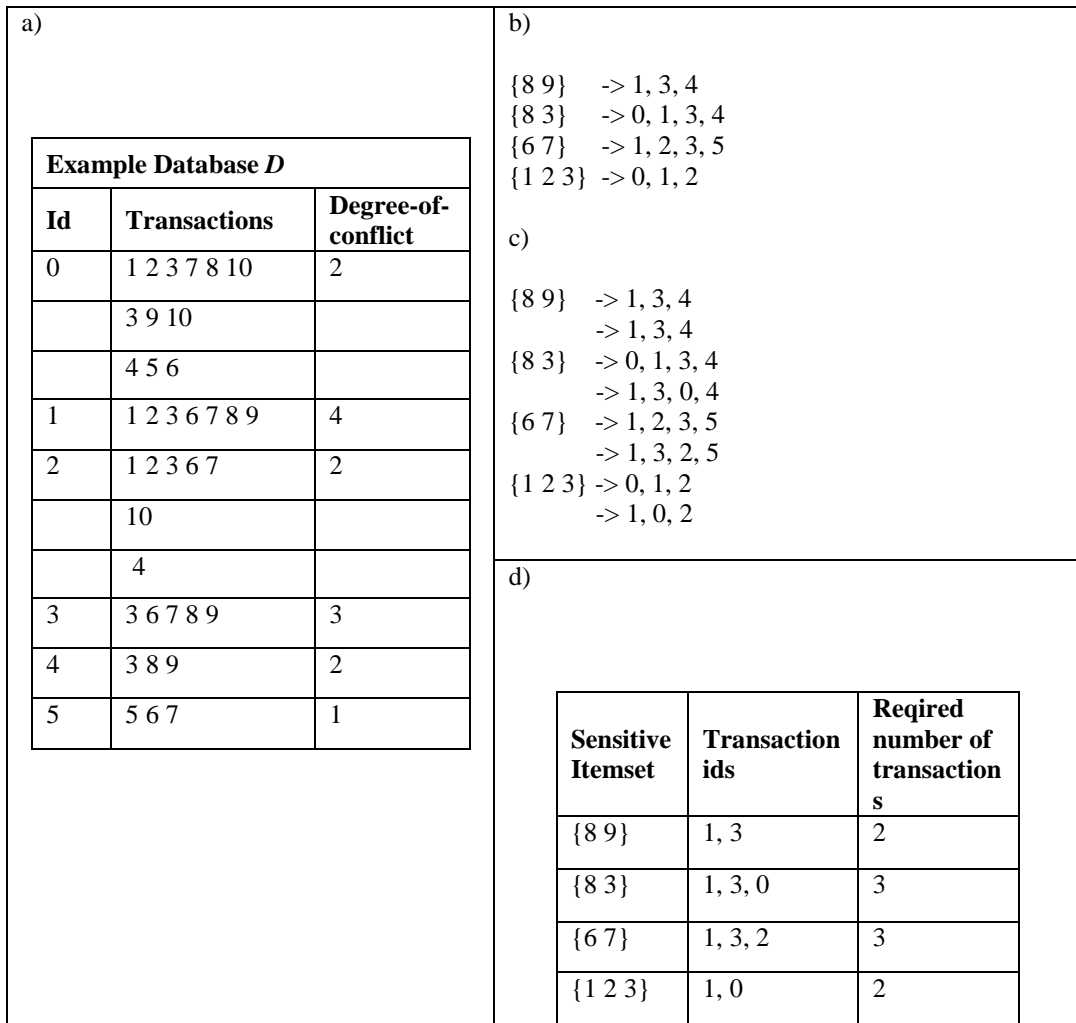 a)
Example Database D
Id Transactions Degree-of-
conflict
0 1 2 3 7 8 10 2
3 9 10
4 5 6
1 1 2 3 6 7 8 9 4
2 1 2 3 6 7 2
10
4
3 3 6 7 8 9 3
4 3 8 9 2
5 5 6 7 1
b)
{8 9} -> 1, 3, 4
{8 3} -> 0, 1, 3, 4
{6 7} -> 1, 2, 3, 5
{1 2 3} -> 0, 1, 2
c)
{8 9} -> 1, 3, 4
-> 1, 3, 4
{8 3} -> 0, 1, 3, 4
-> 1, 3, 0, 4
{6 7} -> 1, 2, 3, 5
-> 1, 3, 2, 5
{1 2 3} -> 0, 1, 2
-> 1, 0, 2
d)
Sensitive
Itemset
Transaction
ids
Reqired
number of
transaction
s
{8 9} 1, 3 2
{8 3} 1, 3, 0 3
{6 7} 1, 3, 2 3
{1 2 3} 1, 0 2